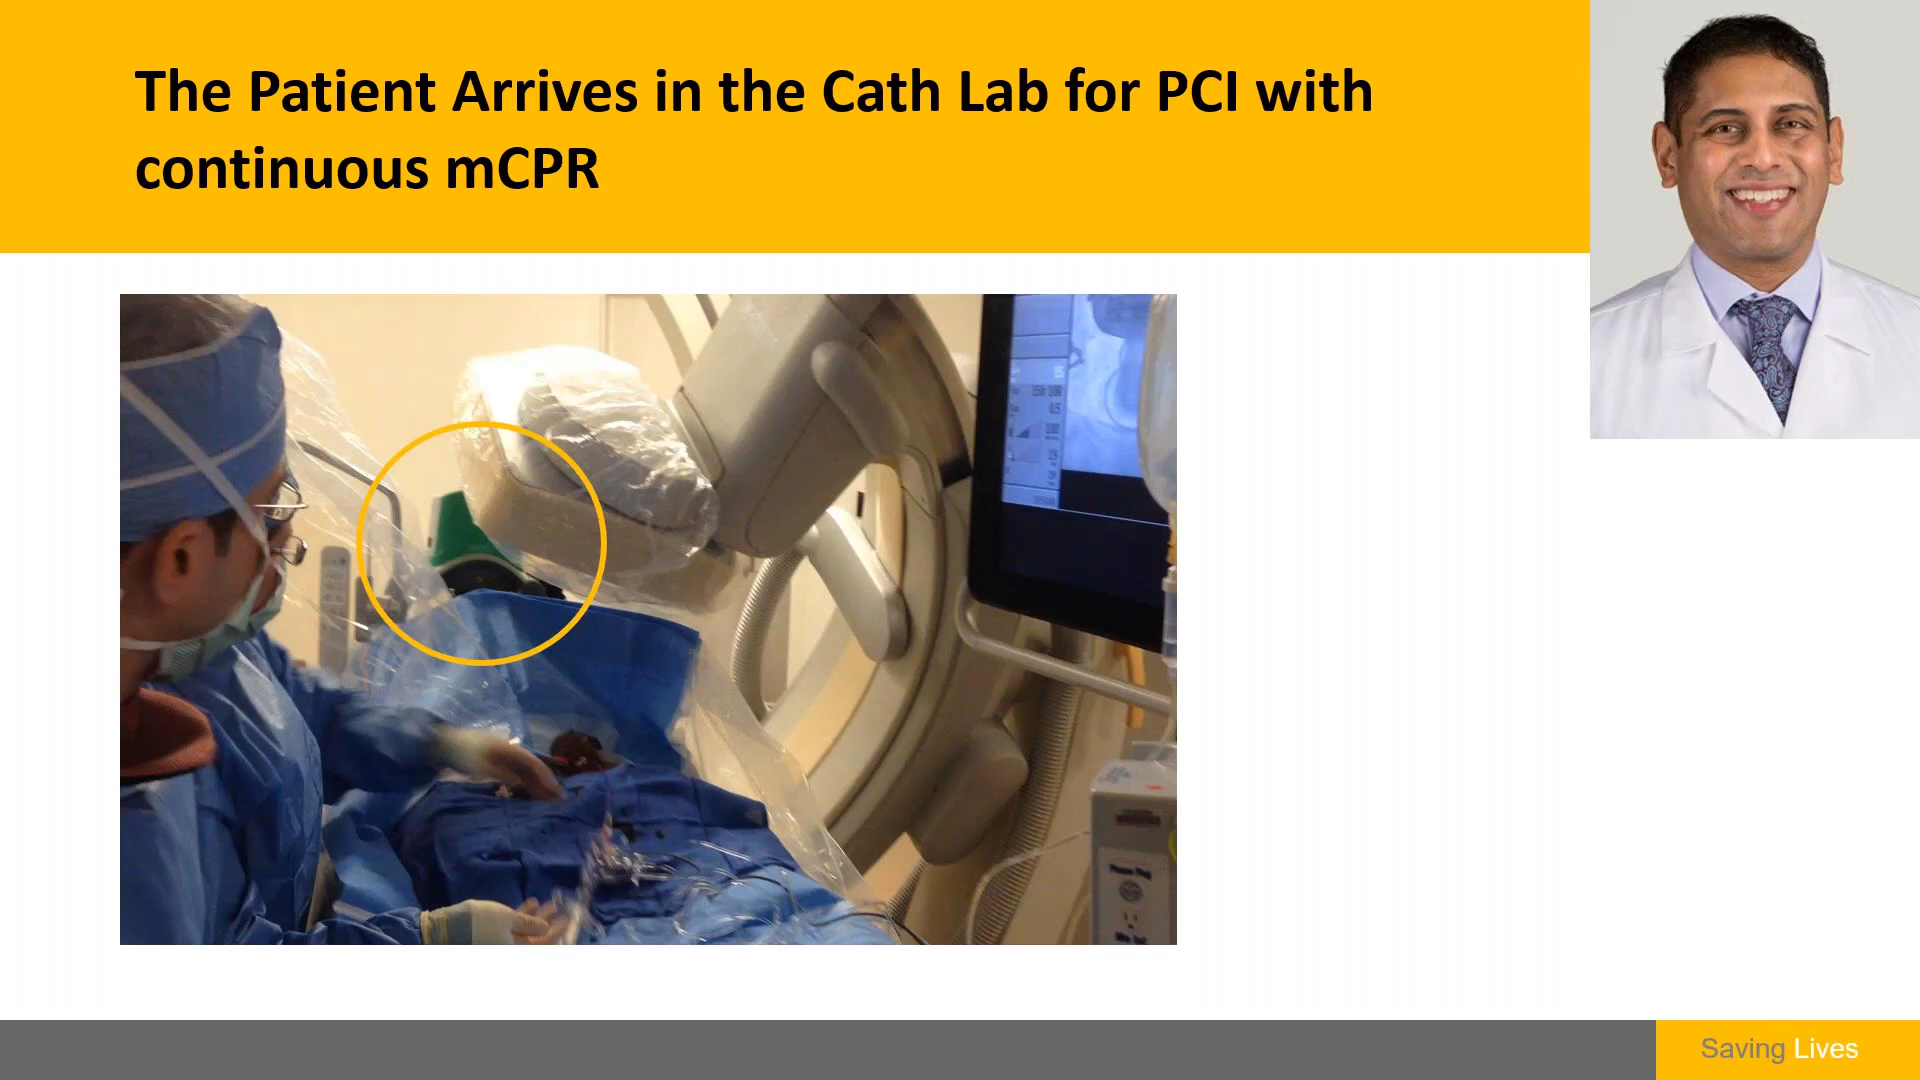 The Patient Arrives in the Cath Lab for PCI with
continuous mCPR
Saving Lives